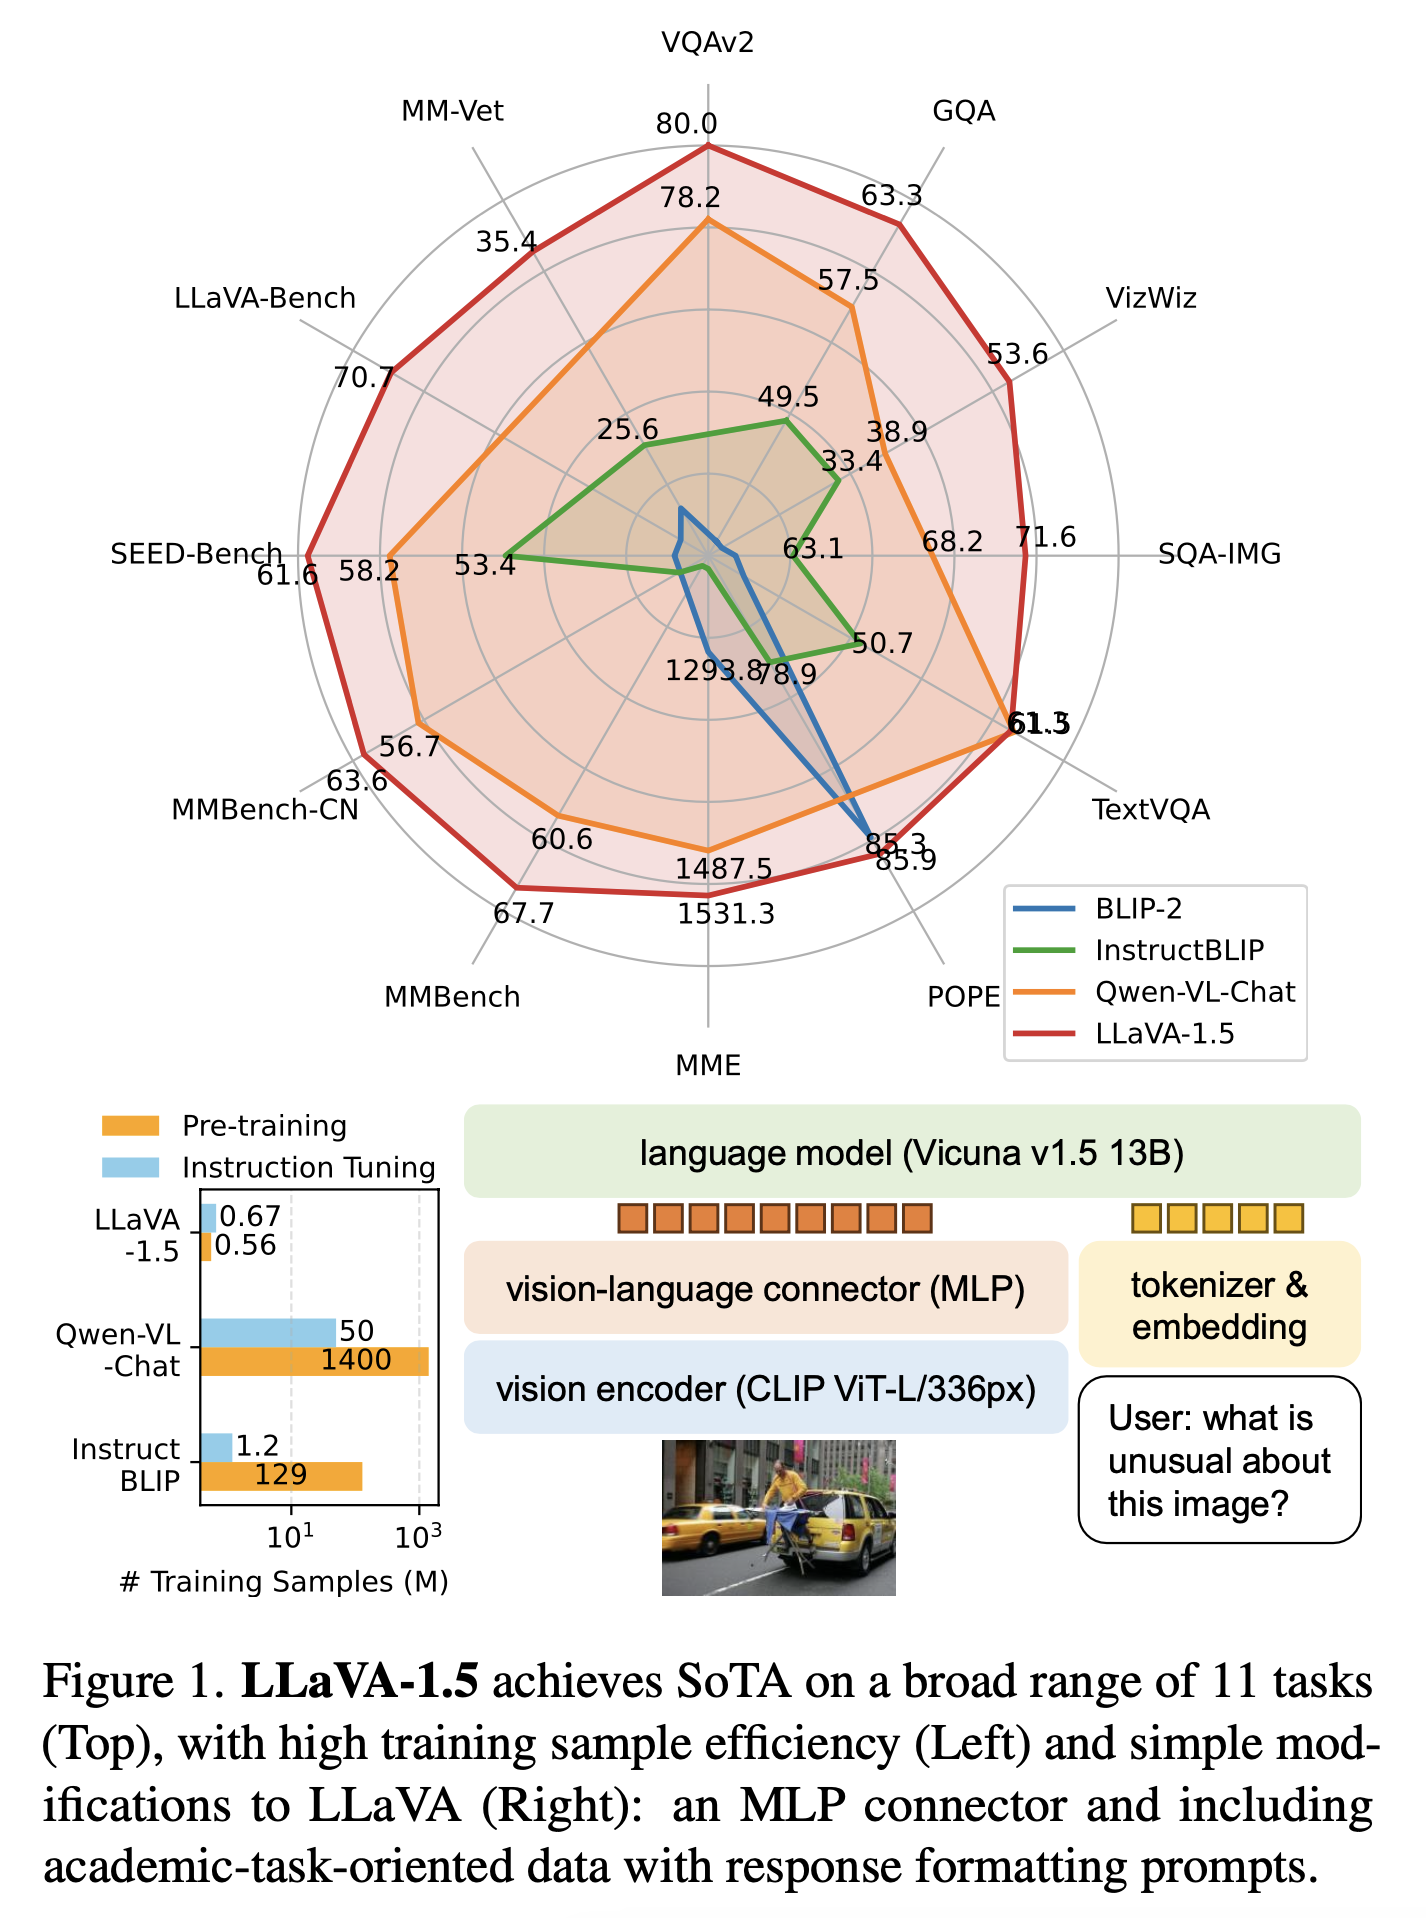 VQAv2
MM-Vet
GQA
80.0
78.2
63.3
35.4
57.5
LLaVA-Bench
VizWiz
53.6
70.7
49.5
25.6
38.9
33.4
SEED-Bench
61.6
58.2
53.4
63.1
68.2
71.6
SQA-IMG
50.7
1293.8
78.9
61.3
61.5
56.7
63.6
MMBench-CN
TextVQA
60.6
85.3
85.9
1487.5
67.7
1531.3
MMBench
POPE
MME
BLIP-2
InstructBLIP
Qwen-VL-Chat
LLaVA-1.5
Pre-training
Instruction Tuning
LLaVA
-1.5
0.67
0.56
Qwen-VL
-Chat
50
1400
Instruct
BLIP
1.2
129
10¹
10³
# Training Samples (M)
language model (Vicuna v1.5 13B)
vision-language connector (MLP)
tokenizer &
embedding
vision encoder (CLIP ViT-L/336px)
User: what is
unusual about
this image?
Figure 1. LLaVA-1.5 achieves SoTA on a broad range of 11 tasks
(Top), with high training sample efficiency (Left) and simple mod-
ifications to LLaVA (Right): an MLP connector and including
academic-task-oriented data with response formatting prompts.